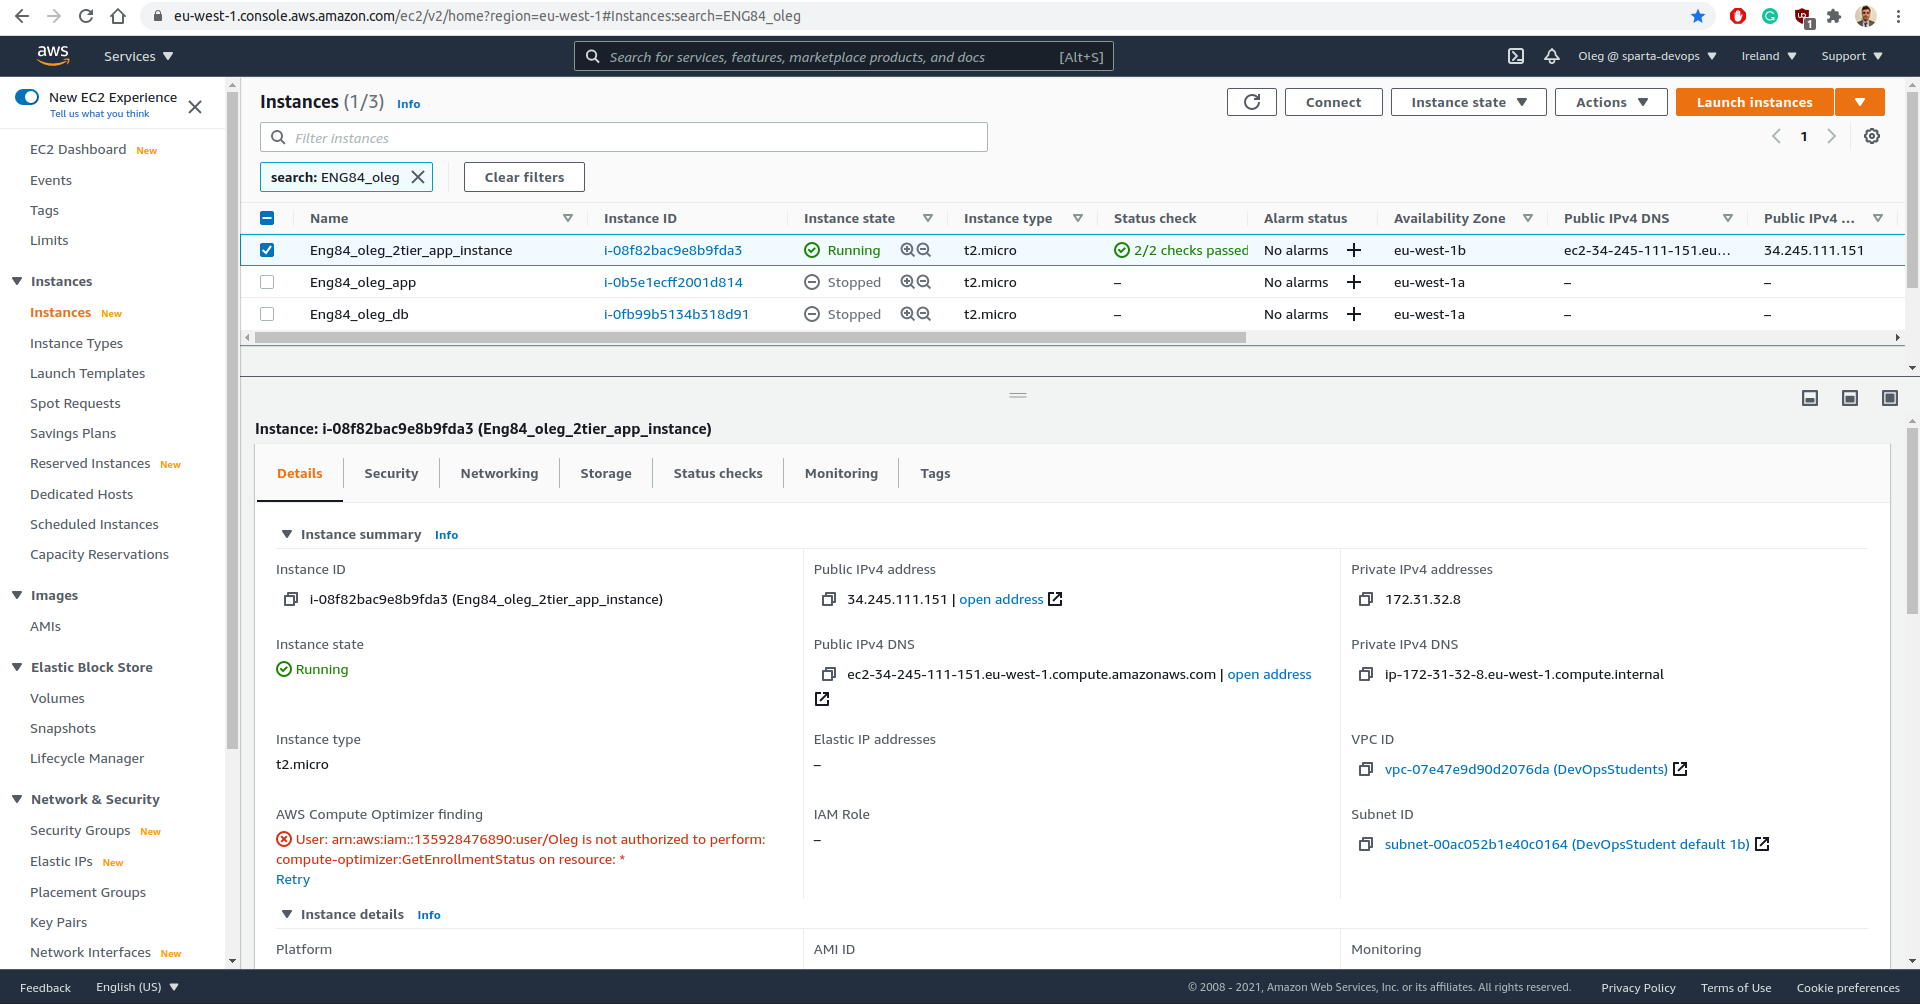 eu-west-1.console.aws.amazon.com/ec2/v2/home?region=eu-west-1#Instances:search=ENG84_oleg
1
aws
Services
Search for services, features, marketplace products, and docs [Alt+S]
Oleg @ sparta-devops
Ireland
Support
New EC2 Experience
Tell us what you think
EC2 Dashboard New
Events
Tags
Limits
Instances
Instances New
Instance Types
Launch Templates
Spot Requests
Savings Plans
Reserved Instances New
Dedicated Hosts
Scheduled Instances
Capacity Reservations
Images
AMIs
Elastic Block Store
Volumes
Snapshots
Lifecycle Manager
Network & Security
Security Groups New
Elastic IPs New
Placement Groups
Key Pairs
Network Interfaces New
Instances (1/3) Info
Connect
Instance state
Actions
Launch instances
Filter instances
1
search: ENG84_oleg
Clear filters
Name Instance ID Instance state Instance type Status check Alarm status Availability Zone Public IPv4 DNS Public IPv4 ...
Eng84_oleg_2tier_app_instance i-08f82bac9e8b9fda3 Running t2.micro 2/2 checks passed No alarms + eu-west-1b ec2-34-245-111-151.eu... 34.245.111.151
Eng84_oleg_app i-0b5e1ecff2001d814 Stopped t2.micro – No alarms + eu-west-1a – –
Eng84_oleg_db i-0fb99b5134b318d91 Stopped t2.micro – No alarms + eu-west-1a – –
Instance: i-08f82bac9e8b9fda3 (Eng84_oleg_2tier_app_instance)
Details Security Networking Storage Status checks Monitoring Tags
Instance summary Info
Instance ID
i-08f82bac9e8b9fda3 (Eng84_oleg_2tier_app_instance)
Public IPv4 address
34.245.111.151 | open address
Private IPv4 addresses
172.31.32.8
Instance state
Running
Public IPv4 DNS
ec2-34-245-111-151.eu-west-1.compute.amazonaws.com | open address
Private IPv4 DNS
ip-172-31-32-8.eu-west-1.compute.internal
Instance type
t2.micro
Elastic IP addresses
–
VPC ID
vpc-07e47e9d90d2076da (DevOpsStudents)
AWS Compute Optimizer finding
User: arn:aws:iam::135928476890:user/Oleg is not authorized to perform:
compute-optimizer:GetEnrollmentStatus on resource: *
Retry
IAM Role
–
Subnet ID
subnet-00ac052b1e40c0164 (DevOpsStudent default 1b)
Instance details Info
Platform
AMI ID
Monitoring
Feedback
English (US)
© 2008 - 2021, Amazon Web Services, Inc. or its affiliates. All rights reserved.
Privacy Policy
Terms of Use
Cookie preferences